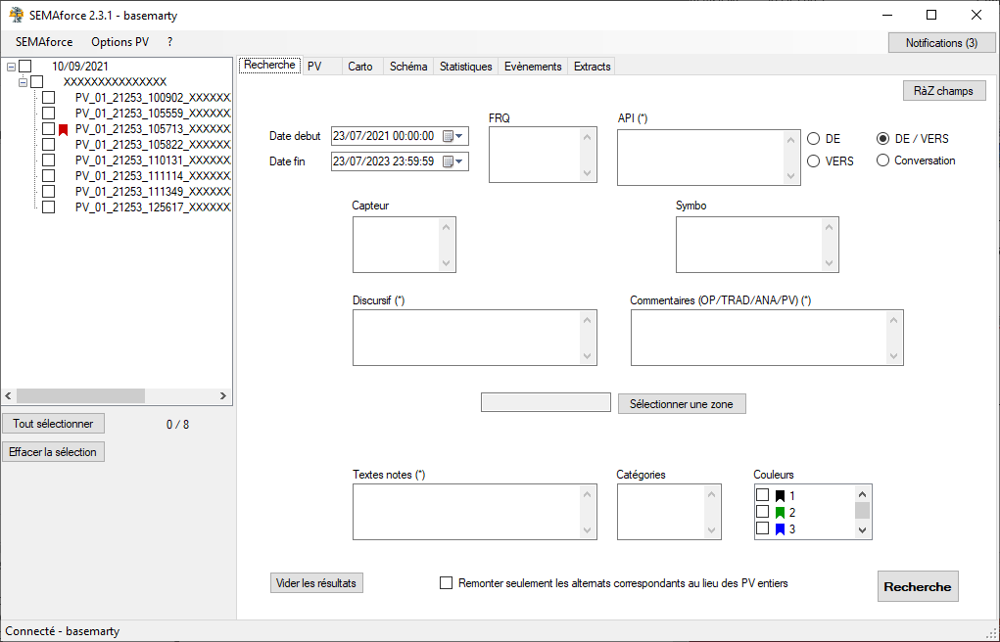 SEMAforce 2.3.1 - basemarty
SEMAforce Options PV ?
Notifications (3)
10/09/2021
XXXXXXXXXXXXXXX
PV_01_21253_100902_XXXXXX
PV_01_21253_105559_XXXXXX
PV_01_21253_105713_XXXXXX
PV_01_21253_105822_XXXXXX
PV_01_21253_110131_XXXXXX
PV_01_21253_111114_XXXXXX
PV_01_21253_111349_XXXXXX
PV_01_21253_125617_XXXXXX
Tout sélectionner 0 / 8
Effacer la sélection
Recherche PV Carto Schéma Statistiques Evènements Extracts
RàZ champs
FRQ API (*)
Date debut 23/07/2021 00:00:00
DE DE / VERS
Date fin 23/07/2023 23:59:59
VERS Conversation
Capteur Symbo
Discursif (*) Commentaires (OP/TRAD/ANA/PV) (*)
Sélectionner une zone
Textes notes (*) Catégories Couleurs
1
2
3
Vider les résultats Remonter seulement les alternats correspondants au lieu des PV entiers Recherche
Connecté - basemarty